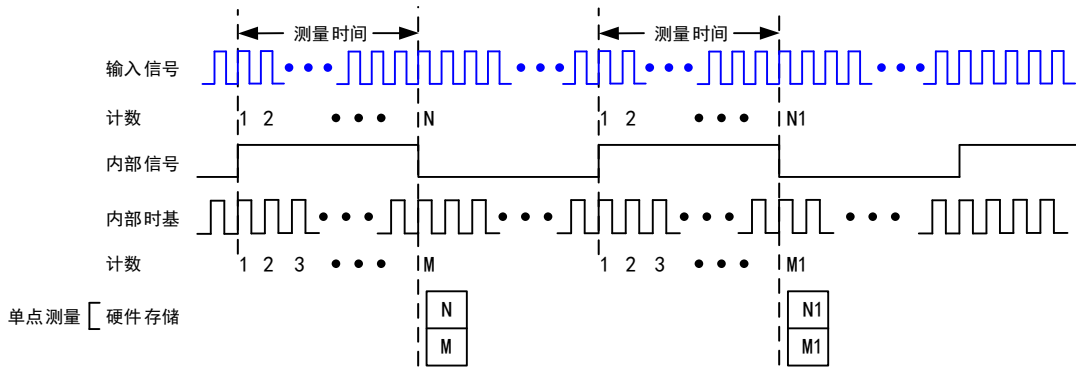 测量时间 测量时间
输入信号
计数 1 2 N 1 2 N1
内部信号
内部时基
计数 1 2 3 M 1 2 3 M1
单点测量 硬件存储 N N1
M M1